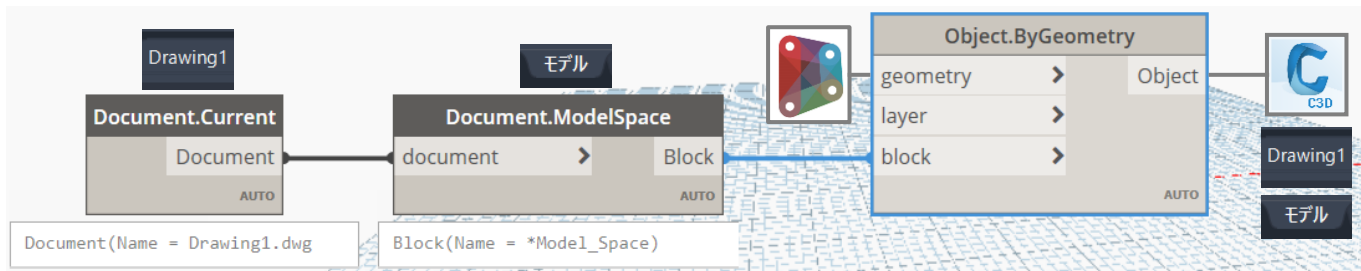 Drawing1
Document.Current
Document
AUTO
Document(Name = Drawing1.dwg
モデル
Document.ModelSpace
document
Block
AUTO
Block(Name = *Model_Space)
Object.ByGeometry
geometry
Object
layer
block
AUTO
C3D
Drawing1
モデル